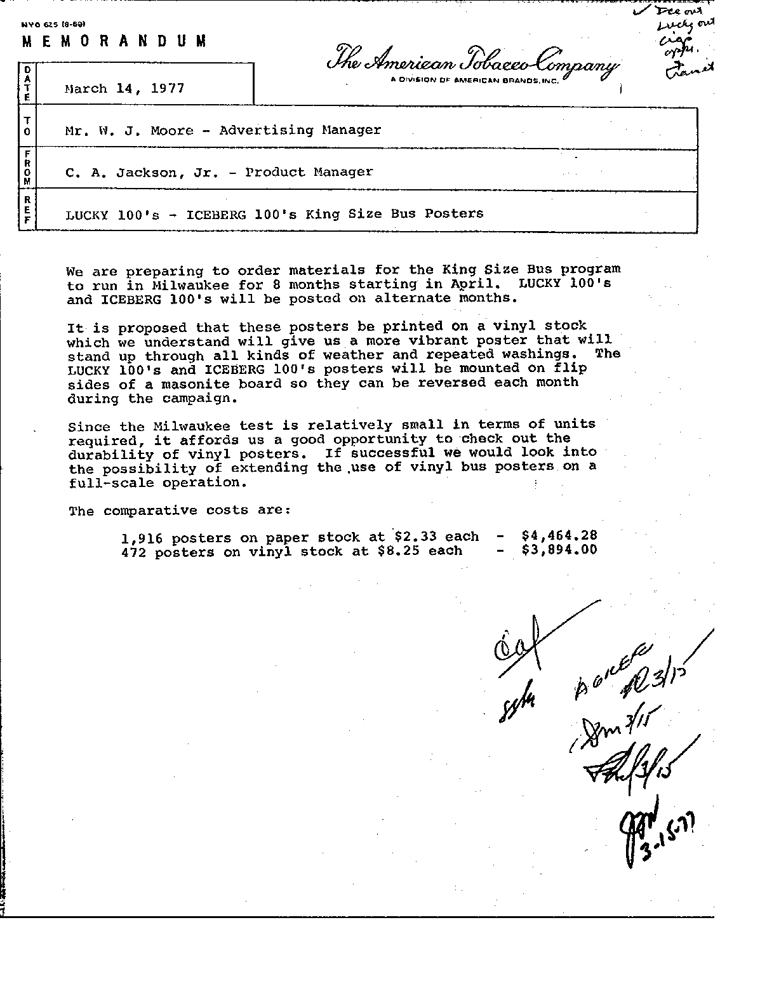 NYO 625 (8-69)
MEMORANDUM
✓ out
Lucky out
transit
The American Tobacco Company
A DIVISION OF AMERICAN BRANDS, INC.
DATE
March 14, 1977
TO
Mr. W. J. Moore - Advertising Manager
FROM
C. A. Jackson, Jr. - Product Manager
REF
LUCKY 100's - ICEBERG 100's King Size Bus Posters
We are preparing to order materials for the King Size Bus program
to run in Milwaukee for 8 months starting in April. LUCKY 100's
and ICEBERG 100's will be posted on alternate months.
It is proposed that these posters be printed on a vinyl stock
which we understand will give us a more vibrant poster that will
stand up through all kinds of weather and repeated washings. The
LUCKY 100's and ICEBERG 100's posters will be mounted on flip
sides of a masonite board so they can be reversed each month
during the campaign.
Since the Milwaukee test is relatively small in terms of units
required, it affords us a good opportunity to check out the
durability of vinyl posters. If successful we would look into
the possibility of extending the use of vinyl bus posters on a
full-scale operation.
The comparative costs are:
1,916 posters on paper stock at $2.33 each - $4,464.28
472 posters on vinyl stock at $8.25 each - $3,894.00
Caj
AGREED
3/15
3/15
3/15
3-15-77